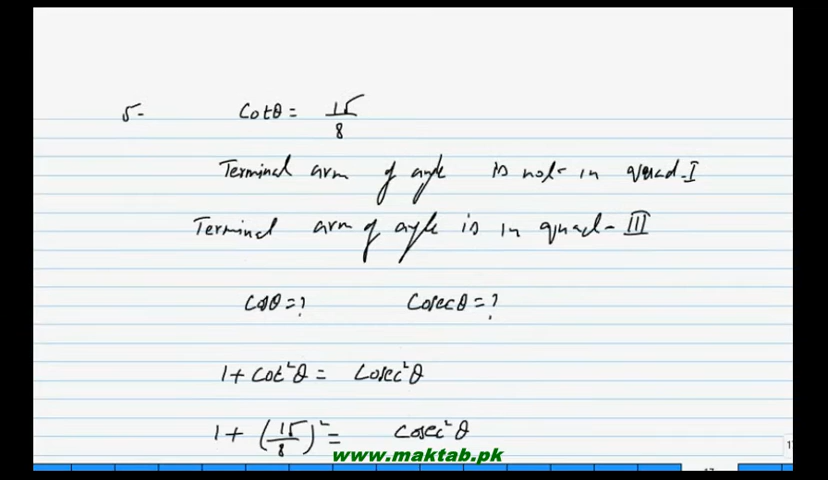 5- Cotθ = 15/8
Terminal arm of angle is not in quad-I
Terminal arm of angle is in quad-III
Cosθ=? Cosecθ=?
1+Cot²θ = Cosec²θ
1+(15/8)² = Cosec²θ
www.maktab.pk